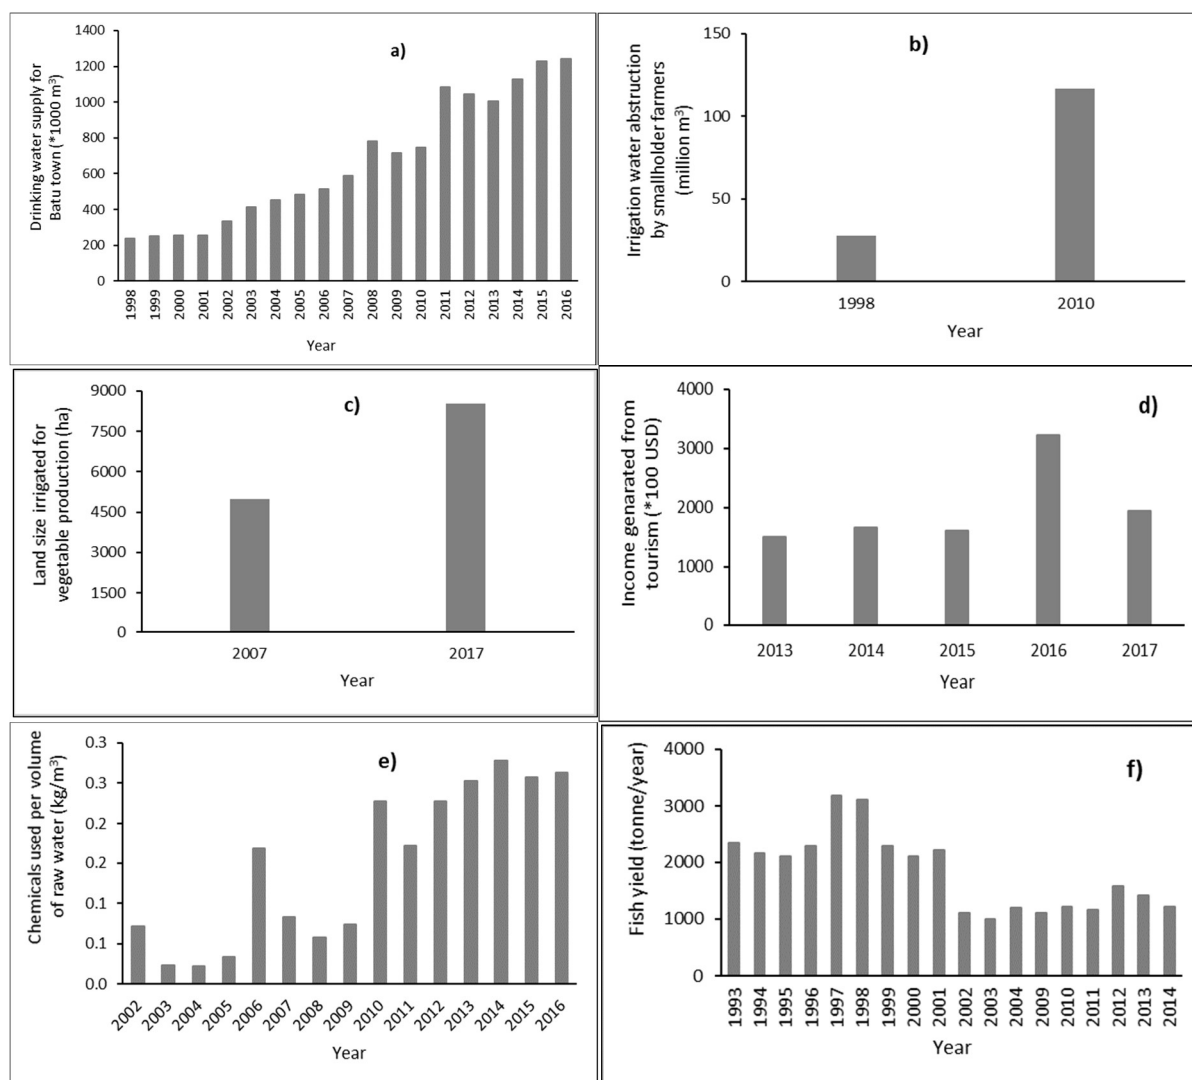 a)
Drinking water supply for
Batu town (*1000 m³)
1400
1200
1000
800
600
400
200
0
1998 1999 2000 2001 2002 2003 2004 2005 2006 2007 2008 2009 2010 2011 2012 2013 2014 2015 2016
Year
b)
Irrigation water abstruction
by smallholder farmers
(million m³)
150
100
50
0
1998 2010
Year
c)
Land size irrigated for
vegetable production (ha)
9000
7500
6000
4500
3000
1500
0
2007 2017
Year
d)
Income genarated from
tourism (*100 USD)
4000
3000
2000
1000
0
2013 2014 2015 2016 2017
Year
e)
Chemicals used per volume
of raw water (kg/m³)
0.3
0.3
0.2
0.2
0.1
0.1
0.0
2002 2003 2004 2005 2006 2007 2008 2009 2010 2011 2012 2013 2014 2015 2016
Year
f)
Fish yield (tonne/year)
4000
3000
2000
1000
0
1993 1994 1995 1996 1997 1998 1999 2000 2001 2002 2003 2004 2009 2010 2011 2012 2013 2014
Year